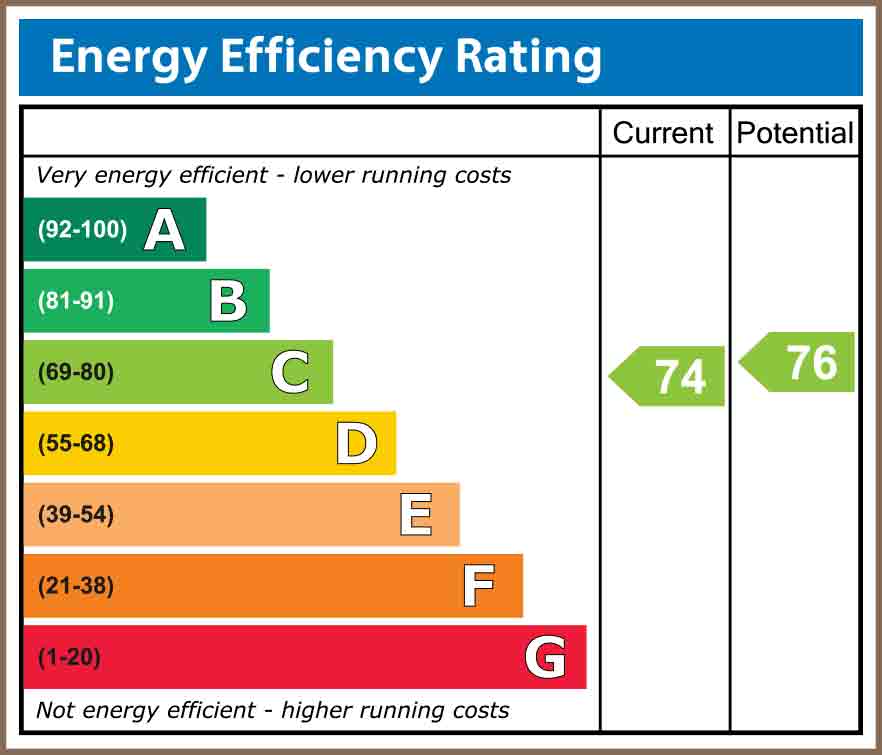 Energy Efficiency Rating
Current Potential
Very energy efficient - lower running costs
(92-100) A
(81-91) B
(69-80) C
74
76
(55-68) D
(39-54) E
(21-38) F
(1-20) G
Not energy efficient - higher running costs